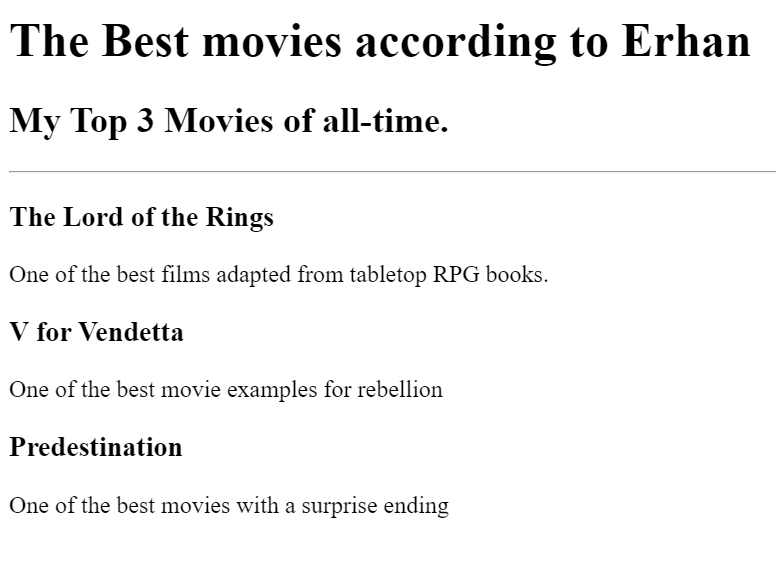 The Best movies according to Erhan
My Top 3 Movies of all-time.
The Lord of the Rings
One of the best films adapted from tabletop RPG books.
V for Vendetta
One of the best movie examples for rebellion
Predestination
One of the best movies with a surprise ending